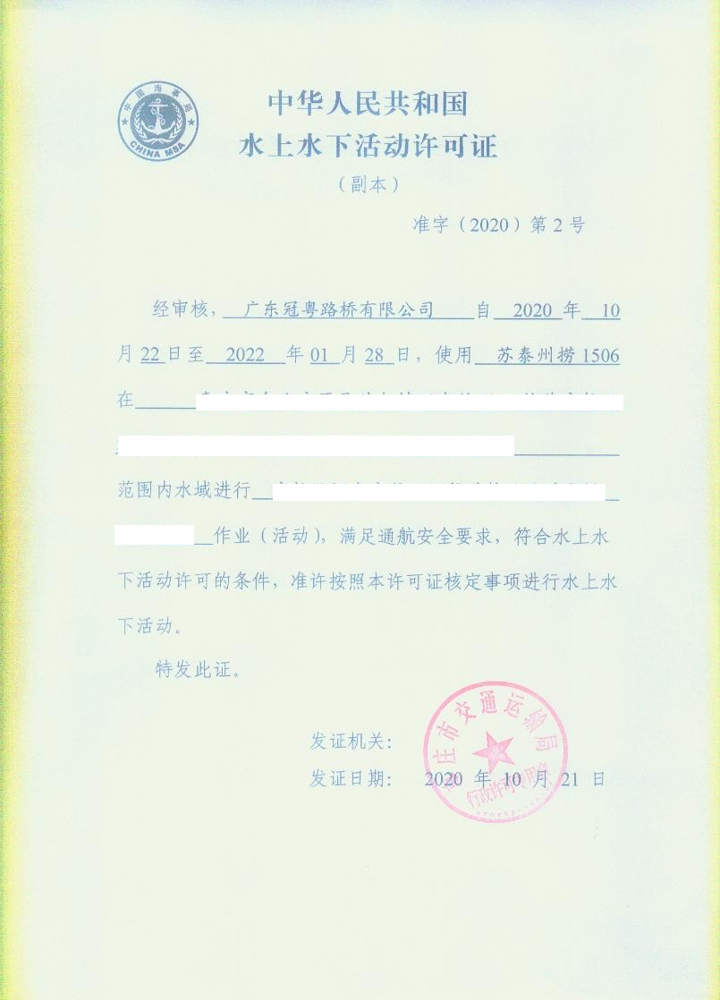 中国海事局
CHINA MSA
中华人民共和国
水上水下活动许可证
（副本）
准字（2020）第 2 号
经审核，广东冠粤路桥有限公司 自 2020 年 10
月 22 日至 2022 年 01 月 28 日，使用 苏泰州捞 1506
在
范围内水域进行
作业（活动），满足通航安全要求，符合水上水
下活动许可的条件，准许按照本许可证核定事项进行水上水
下活动。
特发此证。
庄市交通运输局
行政许可专用章
发证机关：
发证日期： 2020 年 10 月 21 日